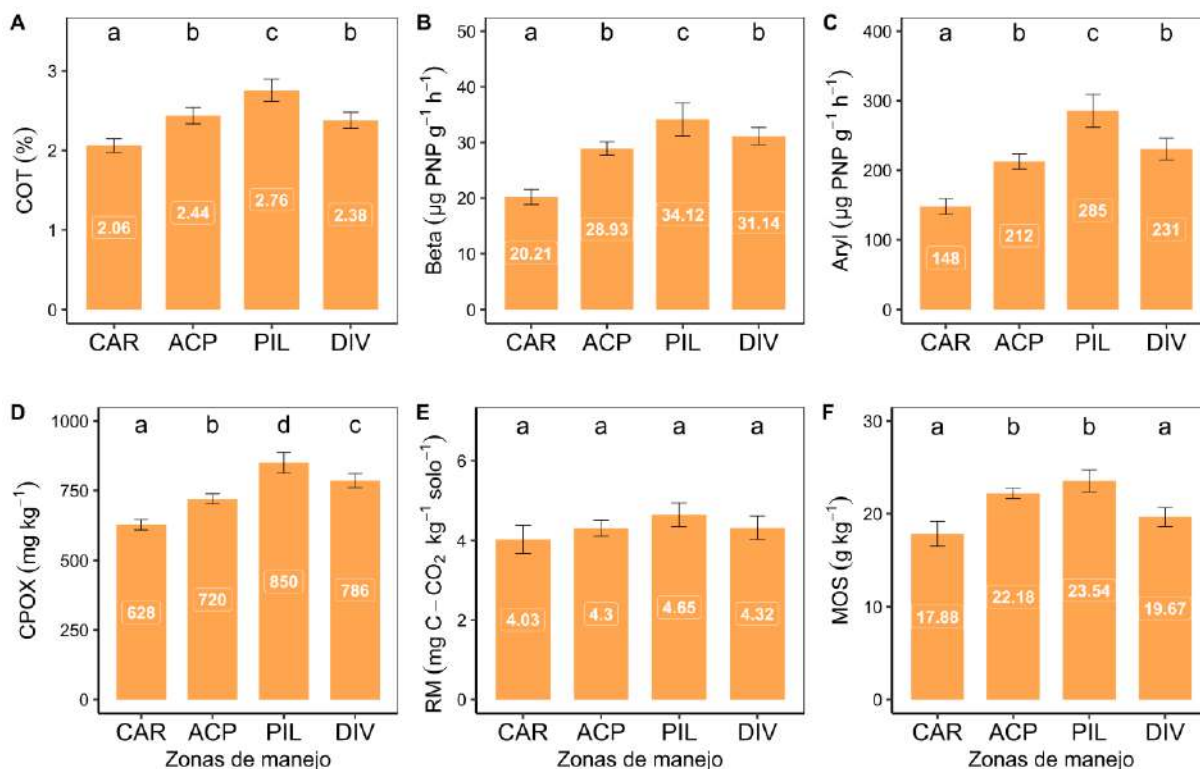 A
a b c b
COT (%)
3
2
1
0
2.06 2.44 2.76 2.38
CAR ACP PIL DIV
B
a b c b
Beta (µg PNP g⁻¹ h⁻¹)
50
40
30
20
10
0
20.21 28.93 34.12 31.14
CAR ACP PIL DIV
C
a b c b
Aryl (µg PNP g⁻¹ h⁻¹)
400
300
200
100
0
148 212 285 231
CAR ACP PIL DIV
D
a b d c
CPOX (mg kg⁻¹)
1000
750
500
250
0
628 720 850 786
CAR ACP PIL DIV
Zonas de manejo
E
a a a a
RM (mg C − CO₂ kg⁻¹ solo⁻¹)
6
4
2
0
4.03 4.3 4.65 4.32
CAR ACP PIL DIV
Zonas de manejo
F
a b b a
MOS (g kg⁻¹)
30
20
10
0
17.88 22.18 23.54 19.67
CAR ACP PIL DIV
Zonas de manejo